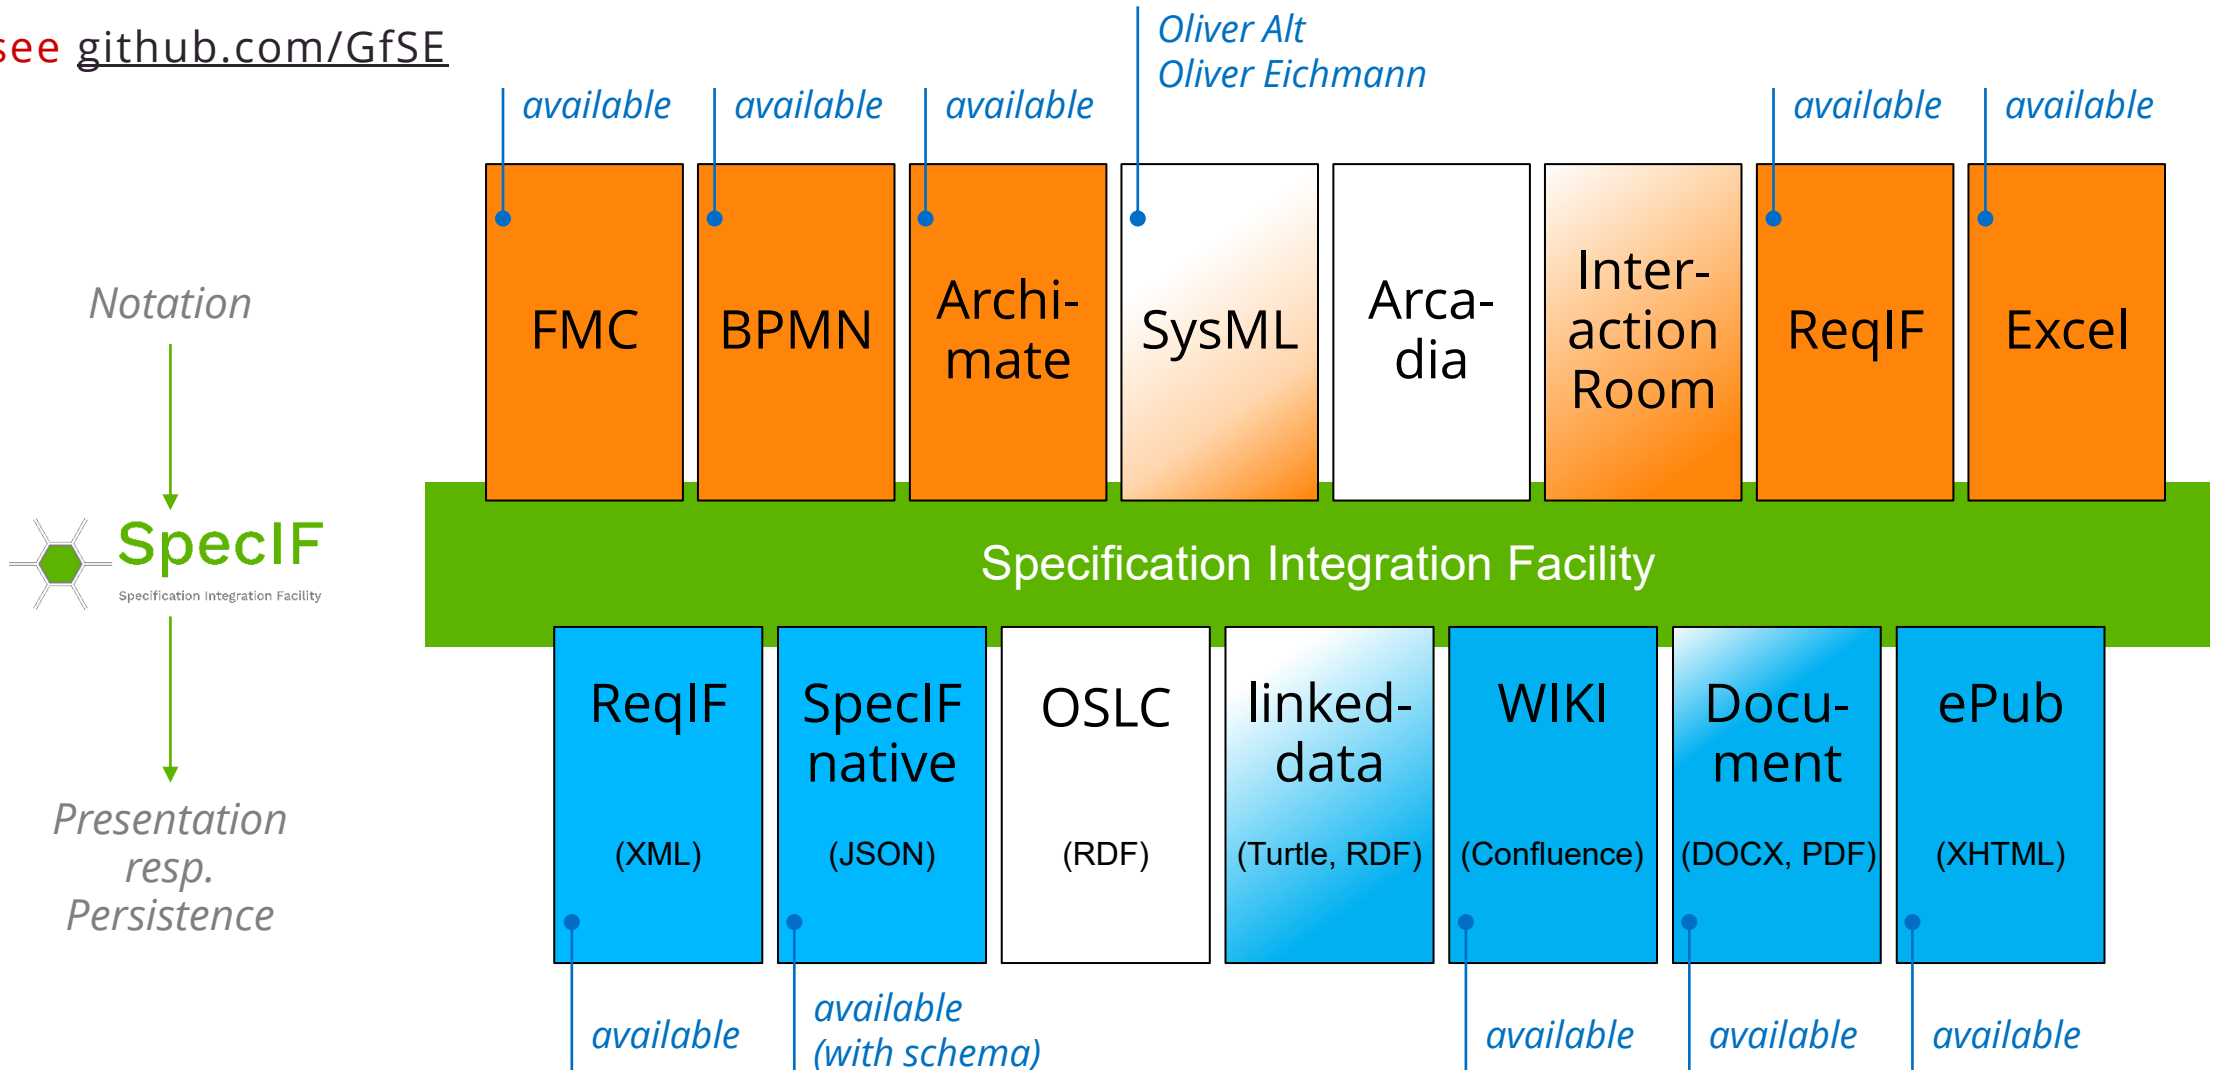 see github.com/GfSE
Oliver Alt
Oliver Eichmann
available
available
available
available
available
Notation
FMC
BPMN
Archi-
mate
SysML
Arca-
dia
Inter-
action
Room
ReqIF
Excel
SpecIF
Specification Integration Facility
Specification Integration Facility
Presentation
resp.
Persistence
ReqIF
(XML)
SpecIF
native
(JSON)
OSLC
(RDF)
linked-
data
(Turtle, RDF)
WIKI
(Confluence)
Docu-
ment
(DOCX, PDF)
ePub
(XHTML)
available
available
(with schema)
available
available
available